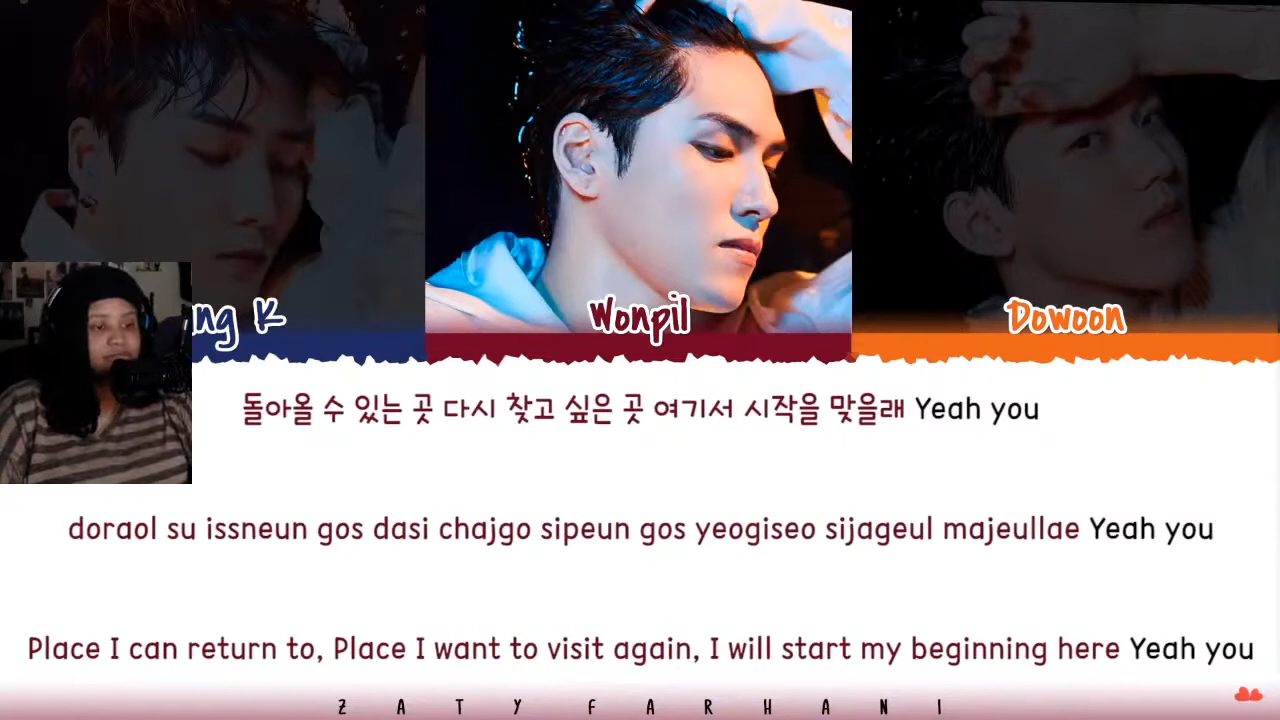 ng K
Wonpil
Dowoon
돌아올 수 있는 곳 다시 찾고 싶은 곳 여기서 시작을 맞을래 Yeah you
doraol su issneun gos dasi chajgo sipeun gos yeogiseo sijageul majeullae Yeah you
Place I can return to, Place I want to visit again, I will start my beginning here Yeah you
ZATY FARHANI